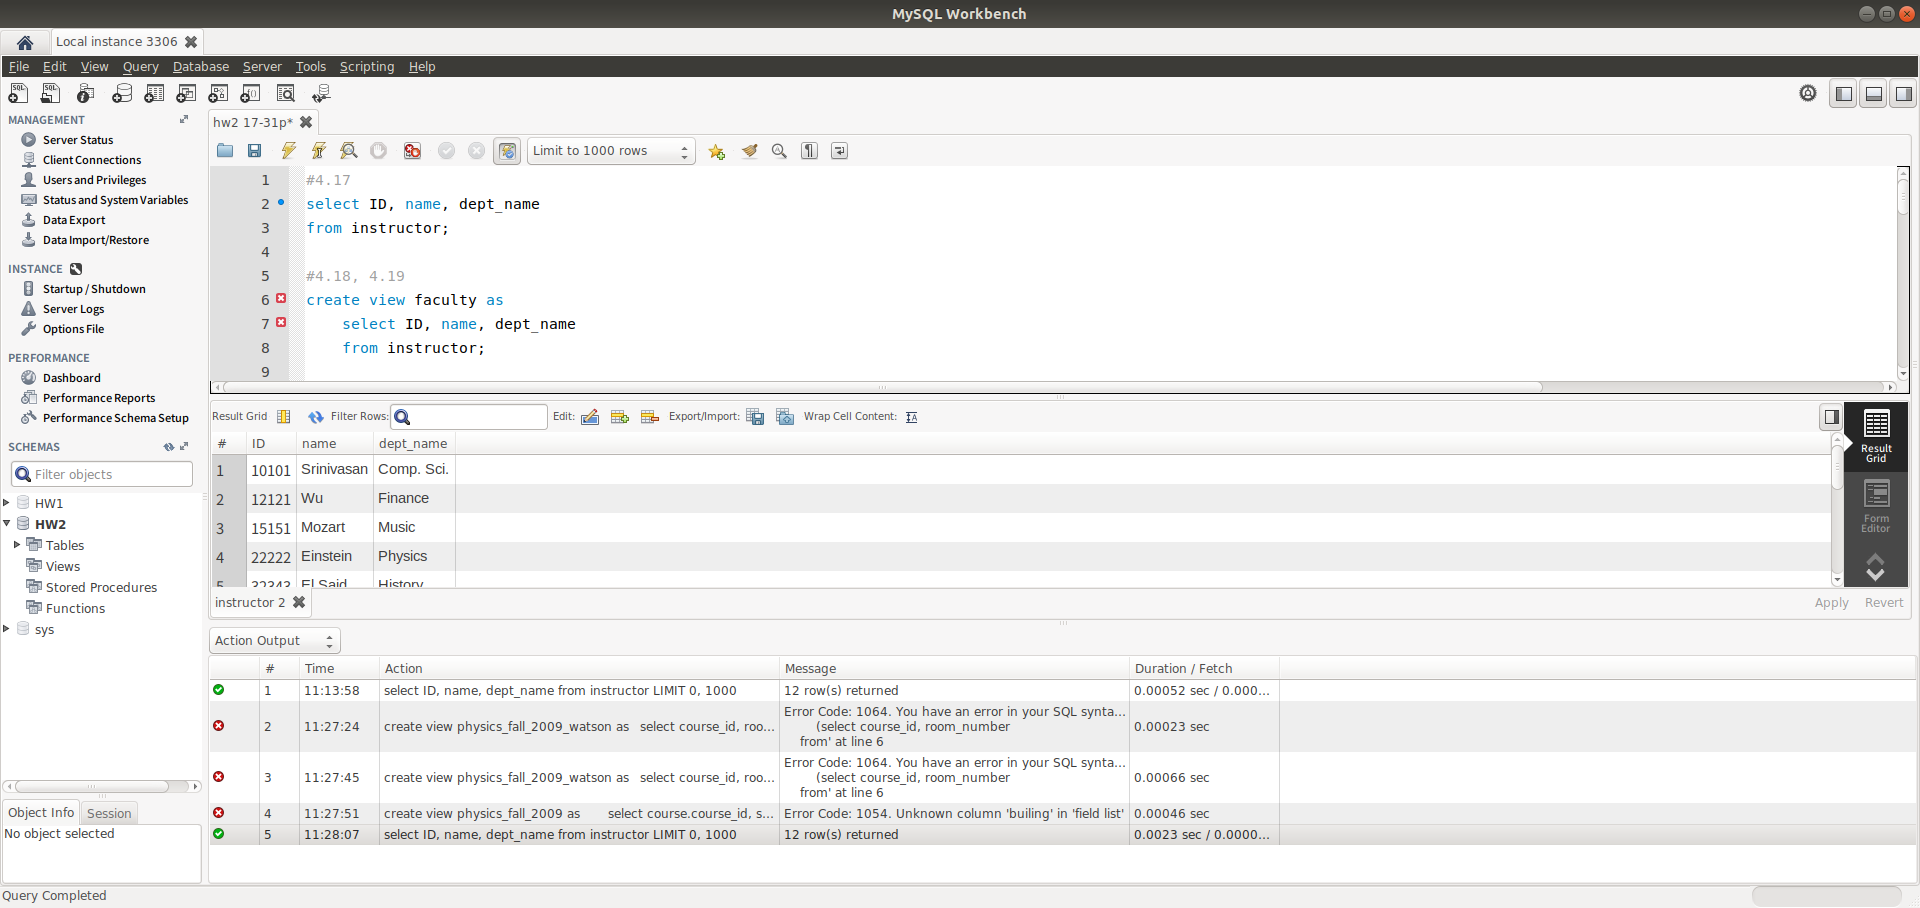 MySQL Workbench
Local instance 3306
File Edit View Query Database Server Tools Scripting Help
MANAGEMENT
Server Status
Client Connections
Users and Privileges
Status and System Variables
Data Export
Data Import/Restore
INSTANCE
Startup / Shutdown
Server Logs
Options File
PERFORMANCE
Dashboard
Performance Reports
Performance Schema Setup
SCHEMAS
Filter objects
HW1
HW2
Tables
Views
Stored Procedures
Functions
sys
Object Info Session
No object selected
hw2 17-31p*
Limit to 1000 rows
1 #4.17
2 select ID, name, dept_name
3 from instructor;
4
5 #4.18, 4.19
6 create view faculty as
7 select ID, name, dept_name
8 from instructor;
9
Result Grid Filter Rows: Edit: Export/Import: Wrap Cell Content:
# ID name dept_name
1 10101 Srinivasan Comp. Sci.
2 12121 Wu Finance
3 15151 Mozart Music
4 22222 Einstein Physics
5 32343 El Said History
Result
Grid
Form
Editor
instructor 2
Apply Revert
Action Output
# Time Action Message Duration / Fetch
1 11:13:58 select ID, name, dept_name from instructor LIMIT 0, 1000 12 row(s) returned 0.00052 sec / 0.000...
2 11:27:24 create view physics_fall_2009_watson as select course_id, roo... Error Code: 1064. You have an error in your SQL synta... 0.00023 sec
(select course_id, room_number
from' at line 6
3 11:27:45 create view physics_fall_2009_watson as select course_id, roo... Error Code: 1064. You have an error in your SQL synta... 0.00066 sec
(select course_id, room_number
from' at line 6
4 11:27:51 create view physics_fall_2009 as select course.course_id, s... Error Code: 1054. Unknown column 'builing' in 'field list' 0.00046 sec
5 11:28:07 select ID, name, dept_name from instructor LIMIT 0, 1000 12 row(s) returned 0.0023 sec / 0.0000...
Query Completed